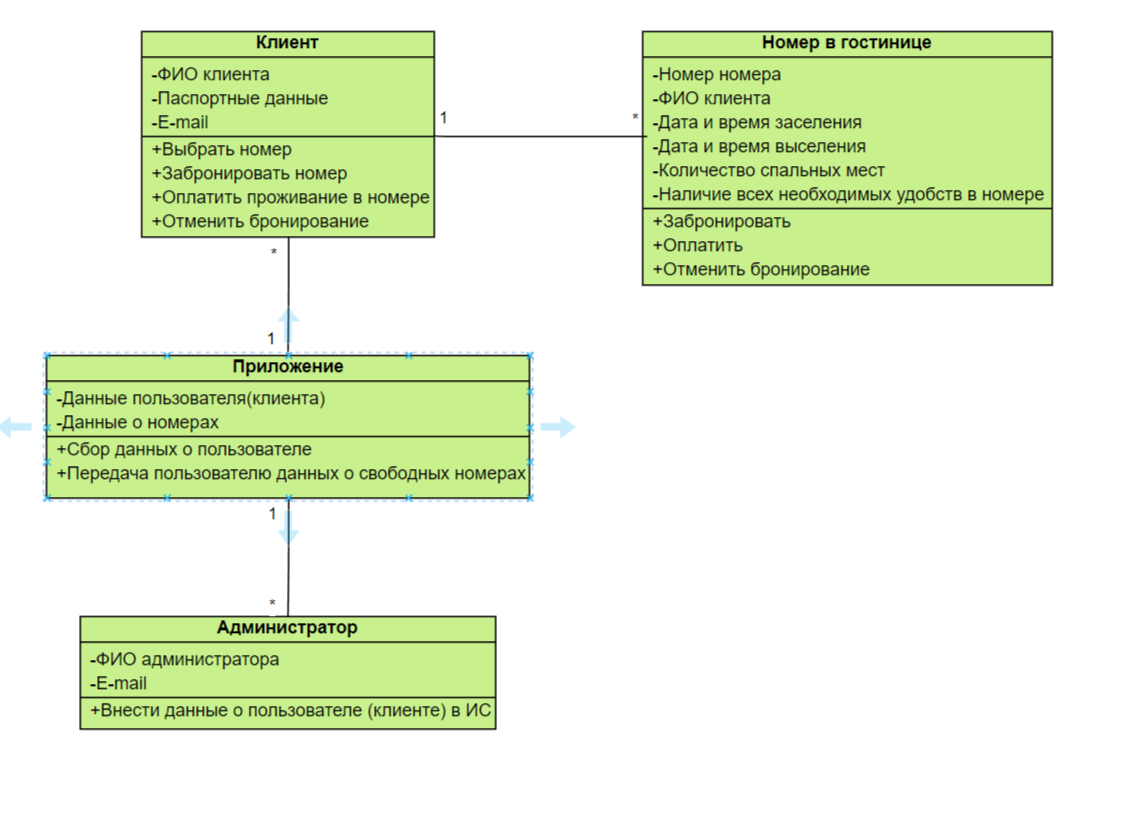 Клиент
-ФИО клиента
-Паспортные данные
-E-mail
+Выбрать номер
+Забронировать номер
+Оплатить проживание в номере
+Отменить бронирование
1
*
Номер в гостинице
-Номер номера
-ФИО клиента
-Дата и время заселения
-Дата и время выселения
-Количество спальных мест
-Наличие всех необходимых удобств в номере
+Забронировать
+Оплатить
+Отменить бронирование
*
1
Приложение
-Данные пользователя(клиента)
-Данные о номерах
+Сбор данных о пользователе
+Передача пользователю данных о свободных номерах
1
*
Администратор
-ФИО администратора
-E-mail
+Внести данные о пользователе (клиенте) в ИС